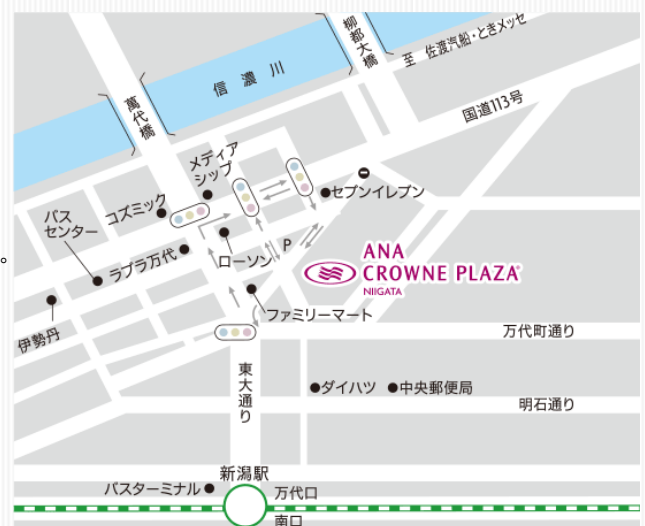 柳都大橋
至 佐渡汽船・ときメッセ
信濃川
萬代橋
国道113号
メディア
シップ
セブンイレブン
コズミック
バス
センター
ラブラ万代
ローソン
P
ANA
CROWNE PLAZA
NIIGATA
。
伊勢丹
ファミリーマート
万代町通り
東大通り
ダイハツ
中央郵便局
明石通り
新潟駅
バスターミナル
万代口
南口